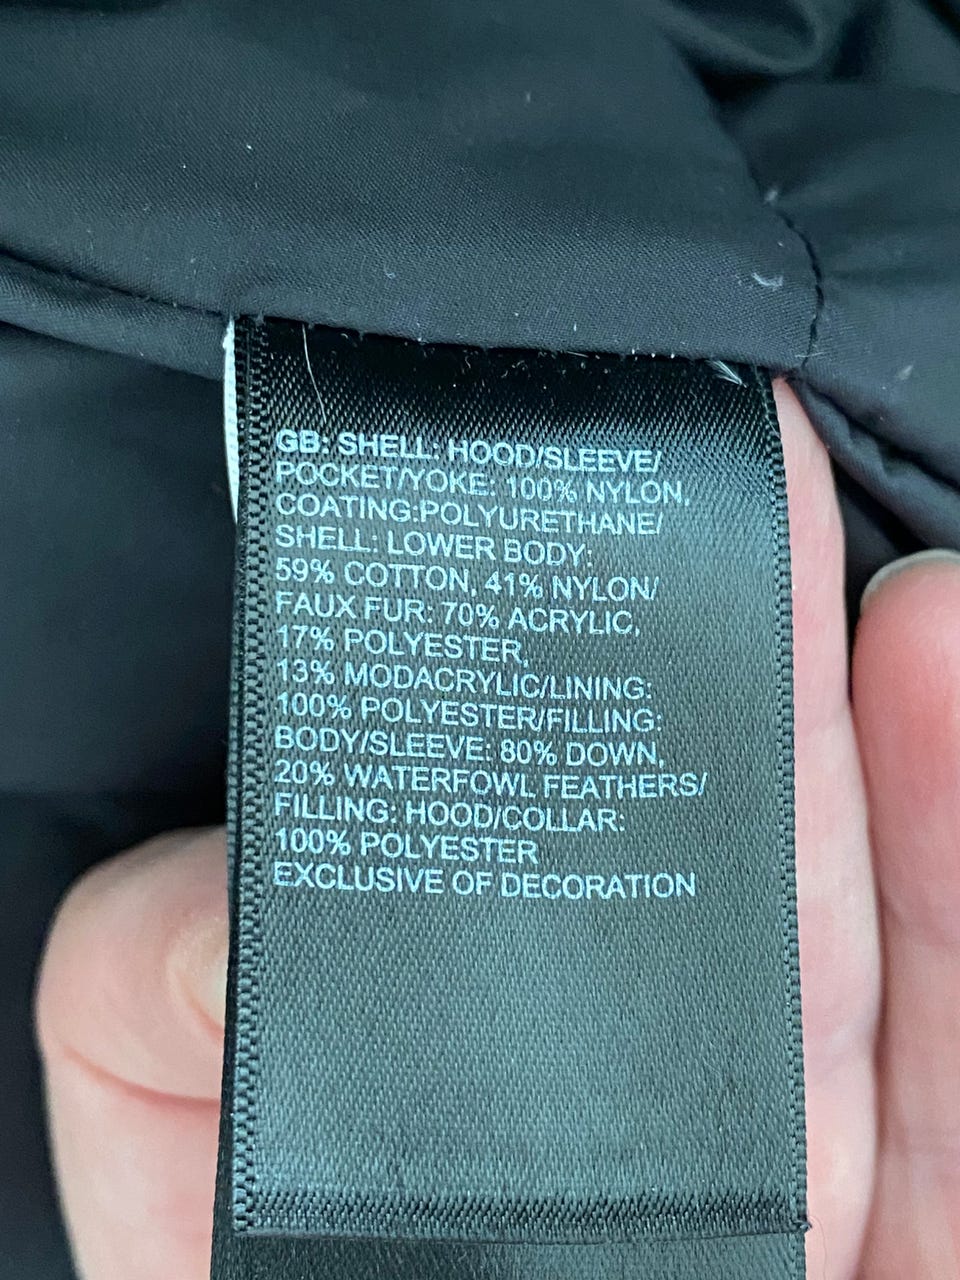 GB: SHELL: HOOD/SLEEVE/
POCKET/YOKE: 100% NYLON,
COATING:POLYURETHANE/
SHELL: LOWER BODY:
59% COTTON, 41% NYLON/
FAUX FUR: 70% ACRYLIC,
17% POLYESTER,
13% MODACRYLIC/LINING:
100% POLYESTER/FILLING:
BODY/SLEEVE: 80% DOWN,
20% WATERFOWL FEATHERS/
FILLING: HOOD/COLLAR:
100% POLYESTER
EXCLUSIVE OF DECORATION